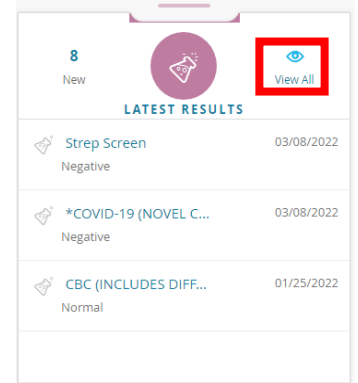 8
New
View All
LATEST RESULTS
Strep Screen 03/08/2022
Negative
*COVID-19 (NOVEL C... 03/08/2022
Negative
CBC (INCLUDES DIFF... 01/25/2022
Normal